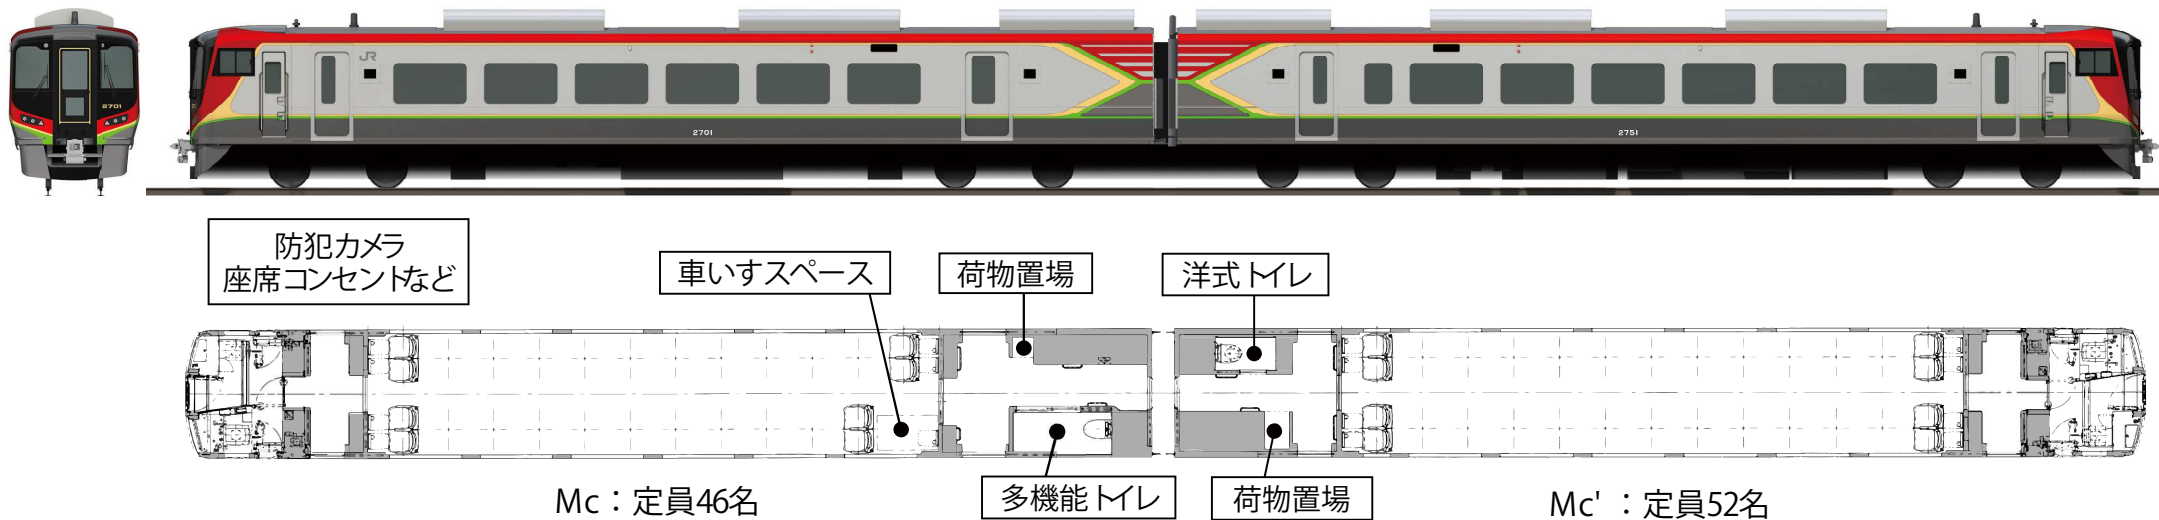 2701
JR
2701
2751
防犯カメラ
座席コンセントなど
車いすスペース
荷物置場
洋式トイレ
Mc:定員46名
多機能トイレ
荷物置場
Mc':定員52名